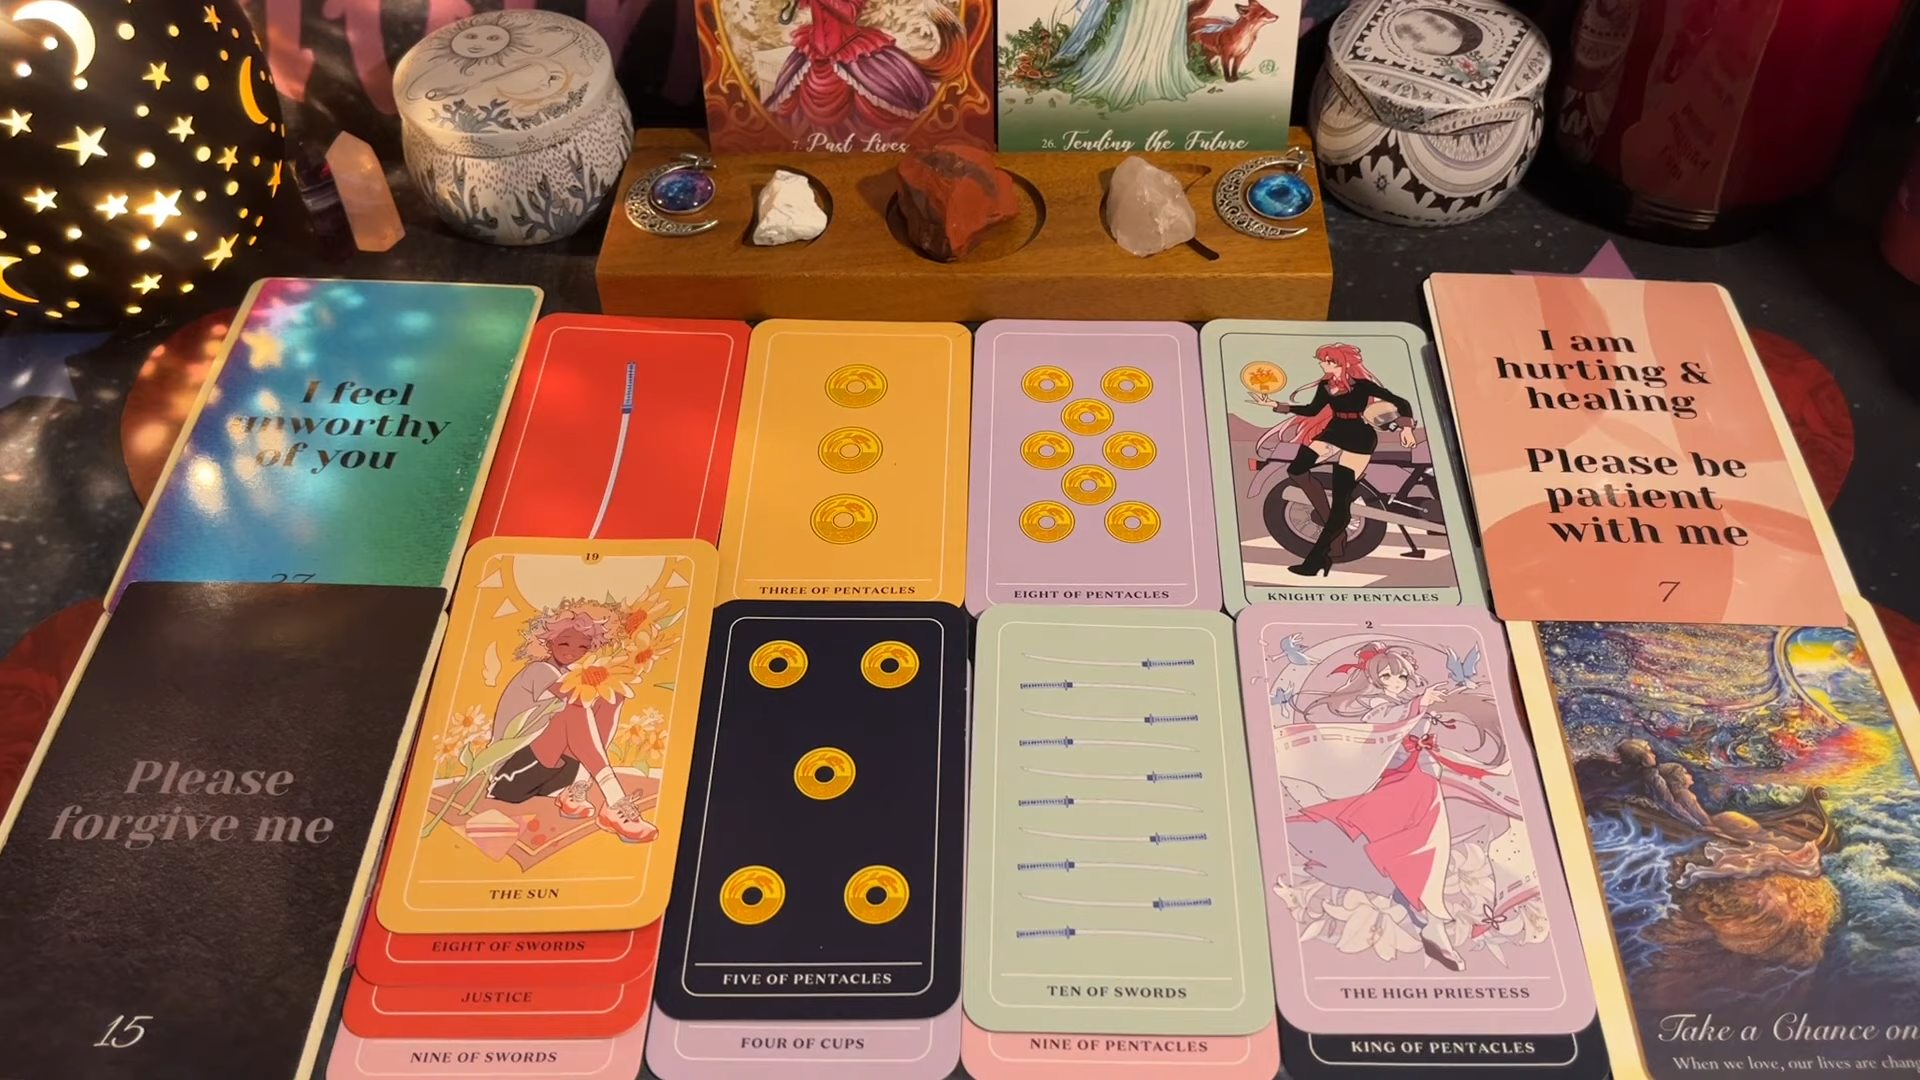 7. Past Lives
26. Tending the Future
I feel
unworthy
of you
37
I am
hurting &
healing
Please be
patient
with me
7
THREE OF PENTACLES
EIGHT OF PENTACLES
KNIGHT OF PENTACLES
19
THE SUN
EIGHT OF SWORDS
JUSTICE
NINE OF SWORDS
Please
forgive me
15
FIVE OF PENTACLES
FOUR OF CUPS
TEN OF SWORDS
NINE OF PENTACLES
2
THE HIGH PRIESTESS
KING OF PENTACLES
Take a Chance on
When we love, our lives are chang